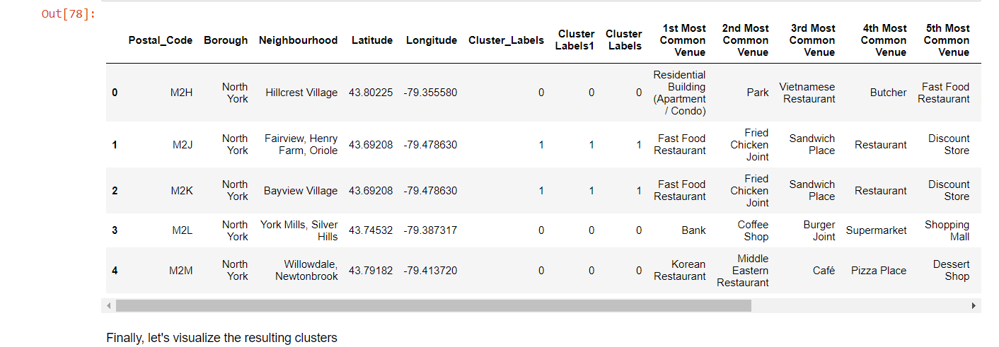 Out[78]:
Postal_Code Borough Neighbourhood Latitude Longitude Cluster_Labels Cluster Labels1 Cluster Labels 1st Most Common Venue 2nd Most Common Venue 3rd Most Common Venue 4th Most Common Venue 5th Most Common Venue
0 M2H North York Hillcrest Village 43.80225 -79.355580 0 0 0 Residential Building (Apartment / Condo) Park Vietnamese Restaurant Butcher Fast Food Restaurant
1 M2J North York Fairview, Henry Farm, Oriole 43.69208 -79.478630 1 1 1 Fast Food Restaurant Fried Chicken Joint Sandwich Place Restaurant Discount Store
2 M2K North York Bayview Village 43.69208 -79.478630 1 1 1 Fast Food Restaurant Fried Chicken Joint Sandwich Place Restaurant Discount Store
3 M2L North York York Mills, Silver Hills 43.74532 -79.387317 0 0 0 Bank Coffee Shop Burger Joint Supermarket Shopping Mall
4 M2M North York Willowdale, Newtonbrook 43.79182 -79.413720 0 0 0 Korean Restaurant Middle Eastern Restaurant Café Pizza Place Dessert Shop
Finally, let's visualize the resulting clusters